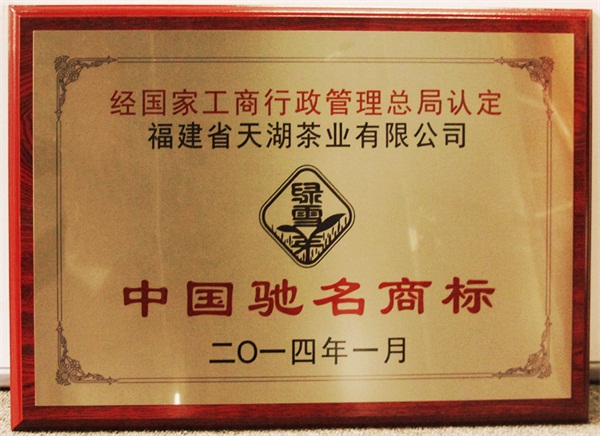 经国家工商行政管理总局认定
福建省天湖茶业有限公司
绿雪芽
中国驰名商标
二〇一四年一月